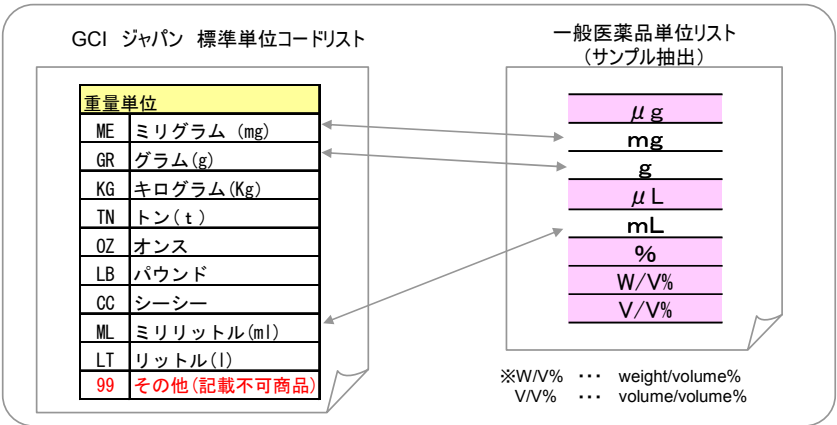 GCI ジャパン 標準単位コードリスト
重量単位
ME ミリグラム (mg)
GR グラム(g)
KG キログラム(Kg)
TN トン(t)
OZ オンス
LB パウンド
CC シーシー
ML ミリリットル(ml)
LT リットル(l)
99 その他(記載不可商品)
一般医薬品単位リスト
(サンプル抽出)
μg
mg
g
μL
mL
%
W/V%
V/V%
※W/V% ・・・ weight/volume%
V/V% ・・・ volume/volume%